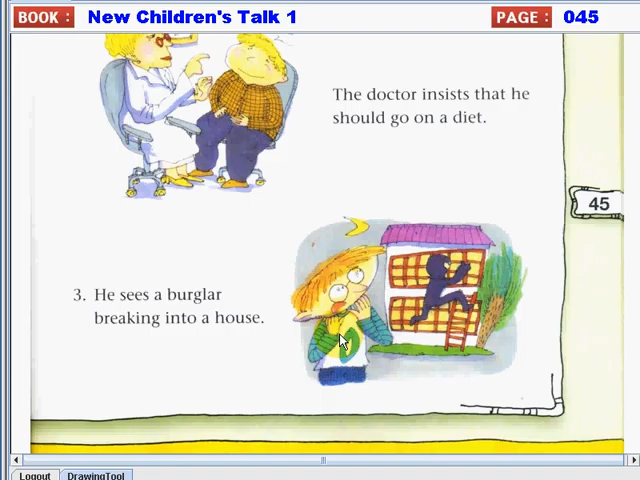 BOOK : New Children's Talk 1 PAGE : 045
The doctor insists that he
should go on a diet.
45
3. He sees a burglar
breaking into a house.
Logout DrawingTool